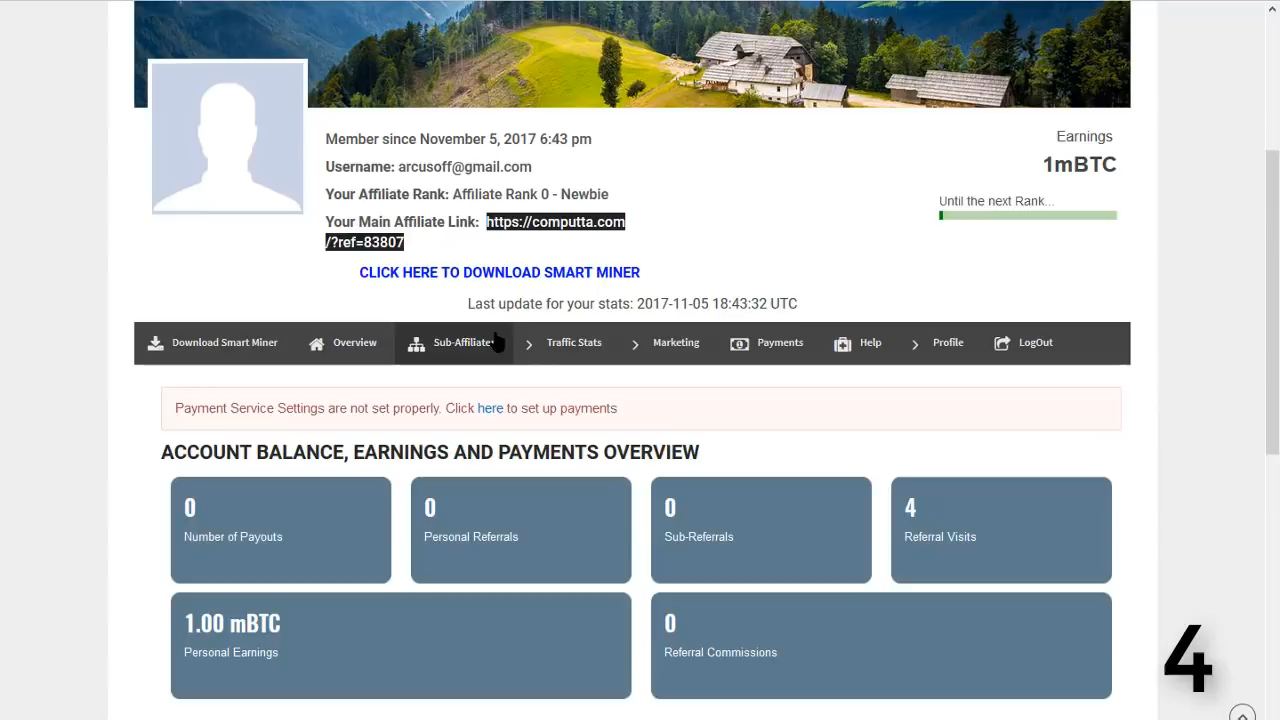 Member since November 5, 2017 6:43 pm
Earnings
1mBTC
Username: arcusoff@gmail.com
Your Affiliate Rank: Affiliate Rank 0 - Newbie
Until the next Rank...
Your Main Affiliate Link: https://computta.com
/?ref=83807
CLICK HERE TO DOWNLOAD SMART MINER
Last update for your stats: 2017-11-05 18:43:32 UTC
Download Smart Miner Overview Sub-Affiliates Traffic Stats Marketing Payments Help Profile LogOut
Payment Service Settings are not set properly. Click here to set up payments
ACCOUNT BALANCE, EARNINGS AND PAYMENTS OVERVIEW
0
Number of Payouts
0
Personal Referrals
0
Sub-Referrals
4
Referral Visits
1.00 mBTC
Personal Earnings
0
Referral Commissions
4